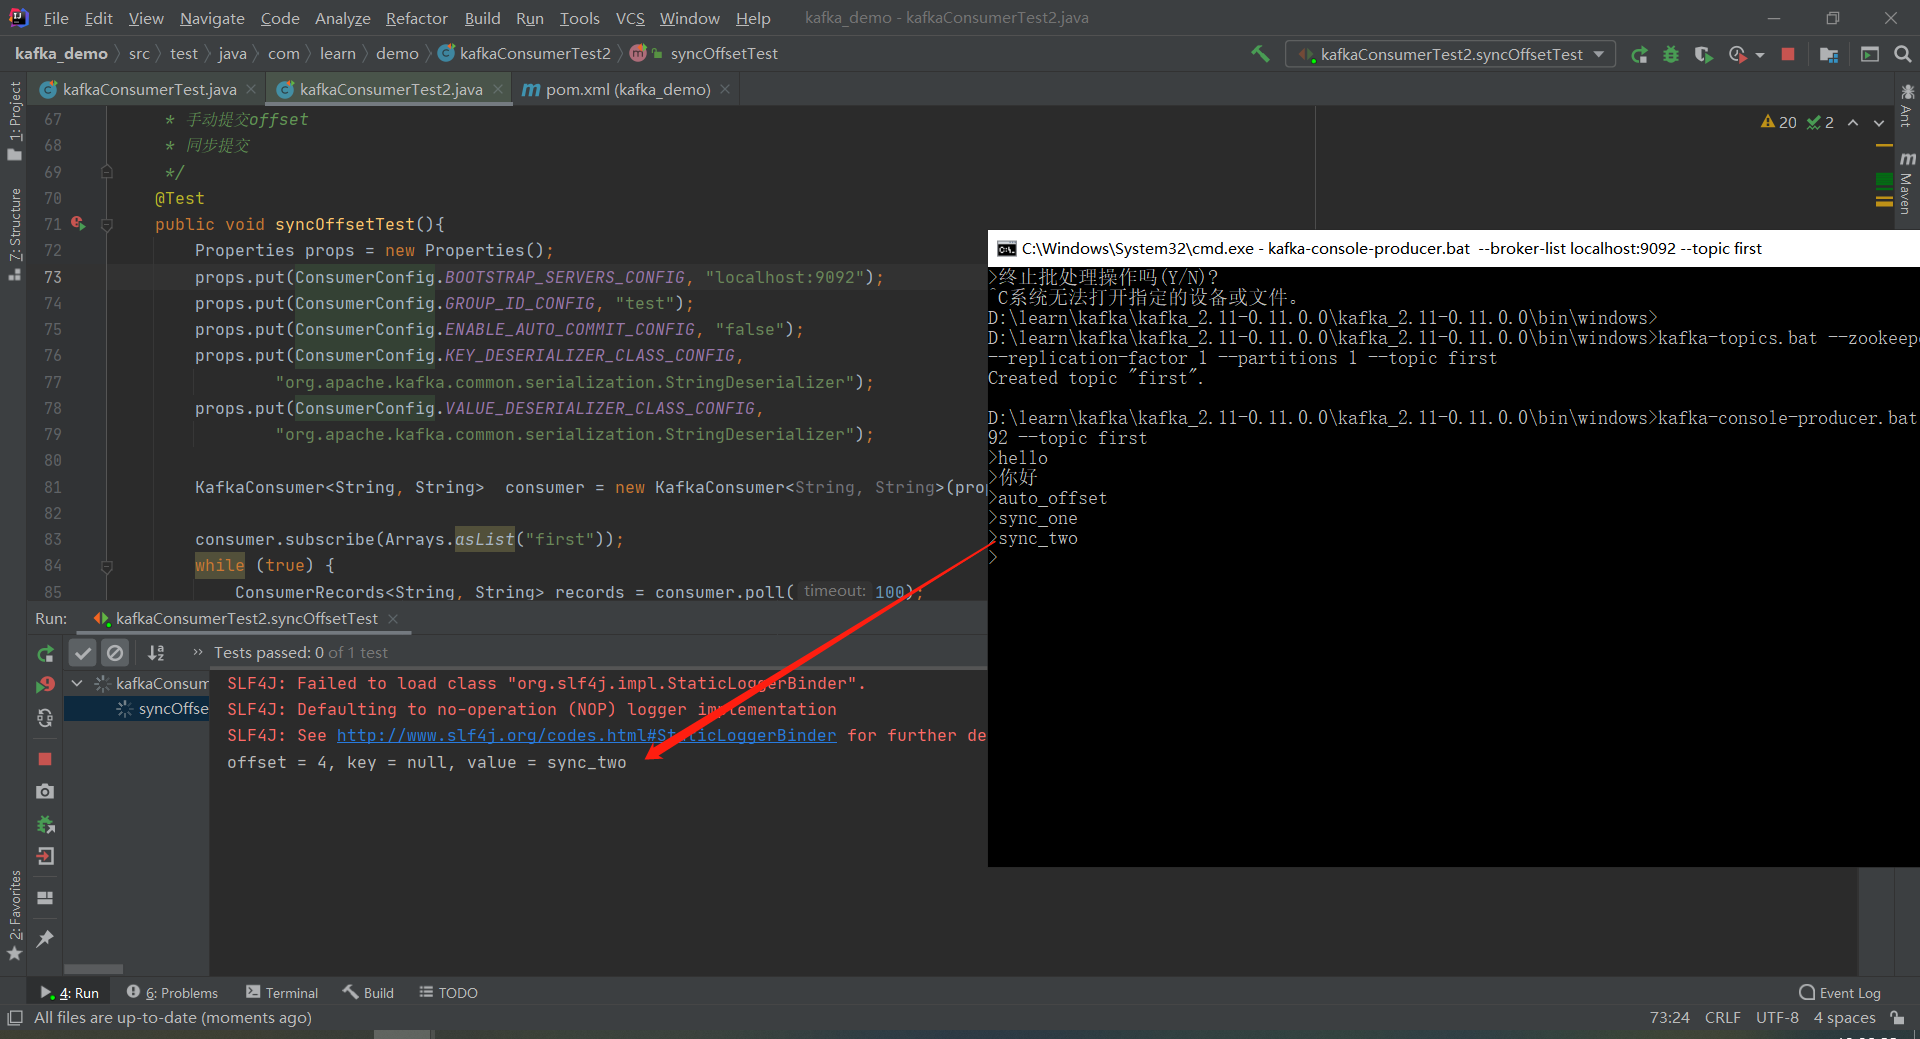 File Edit View Navigate Code Analyze Refactor Build Run Tools VCS Window Help kafka_demo - kafkaConsumerTest2.java
kafka_demo src test java com learn demo kafkaConsumerTest2 syncOffsetTest
kafkaConsumerTest2.syncOffsetTest
kafkaConsumerTest.java kafkaConsumerTest2.java pom.xml (kafka_demo)
1: Project
7: Structure
2: Favorites
Ant
Maven
20 2
67 * 手动提交offset
68 * 同步提交
69 */
70 @Test
71 public void syncOffsetTest(){
72 Properties props = new Properties();
73 props.put(ConsumerConfig.BOOTSTRAP_SERVERS_CONFIG, "localhost:9092");
74 props.put(ConsumerConfig.GROUP_ID_CONFIG, "test");
75 props.put(ConsumerConfig.ENABLE_AUTO_COMMIT_CONFIG, "false");
76 props.put(ConsumerConfig.KEY_DESERIALIZER_CLASS_CONFIG,
77 "org.apache.kafka.common.serialization.StringDeserializer");
78 props.put(ConsumerConfig.VALUE_DESERIALIZER_CLASS_CONFIG,
79 "org.apache.kafka.common.serialization.StringDeserializer");
80
81 KafkaConsumer<String, String> consumer = new KafkaConsumer<String, String>(pro
82
83 consumer.subscribe(Arrays.asList("first"));
84 while (true) {
85 ConsumerRecords<String, String> records = consumer.poll( timeout: 100);
C:\Windows\System32\cmd.exe - kafka-console-producer.bat --broker-list localhost:9092 --topic first
>终止批处理操作吗(Y/N)?
^C系统无法打开指定的设备或文件。
D:\learn\kafka\kafka_2.11-0.11.0.0\kafka_2.11-0.11.0.0\bin\windows>
D:\learn\kafka\kafka_2.11-0.11.0.0\kafka_2.11-0.11.0.0\bin\windows>kafka-topics.bat --zookeep
--replication-factor 1 --partitions 1 --topic first
Created topic "first".
D:\learn\kafka\kafka_2.11-0.11.0.0\kafka_2.11-0.11.0.0\bin\windows>kafka-console-producer.bat
92 --topic first
>hello
>你好
>auto_offset
>sync_one
>sync_two
>
Run: kafkaConsumerTest2.syncOffsetTest
Tests passed: 0 of 1 test
kafkaConsum
syncOffse
SLF4J: Failed to load class "org.slf4j.impl.StaticLoggerBinder".
SLF4J: Defaulting to no-operation (NOP) logger implementation
SLF4J: See http://www.slf4j.org/codes.html#StaticLoggerBinder for further de
offset = 4, key = null, value = sync_two
4: Run 6: Problems Terminal Build TODO Event Log
All files are up-to-date (moments ago) 73:24 CRLF UTF-8 4 spaces